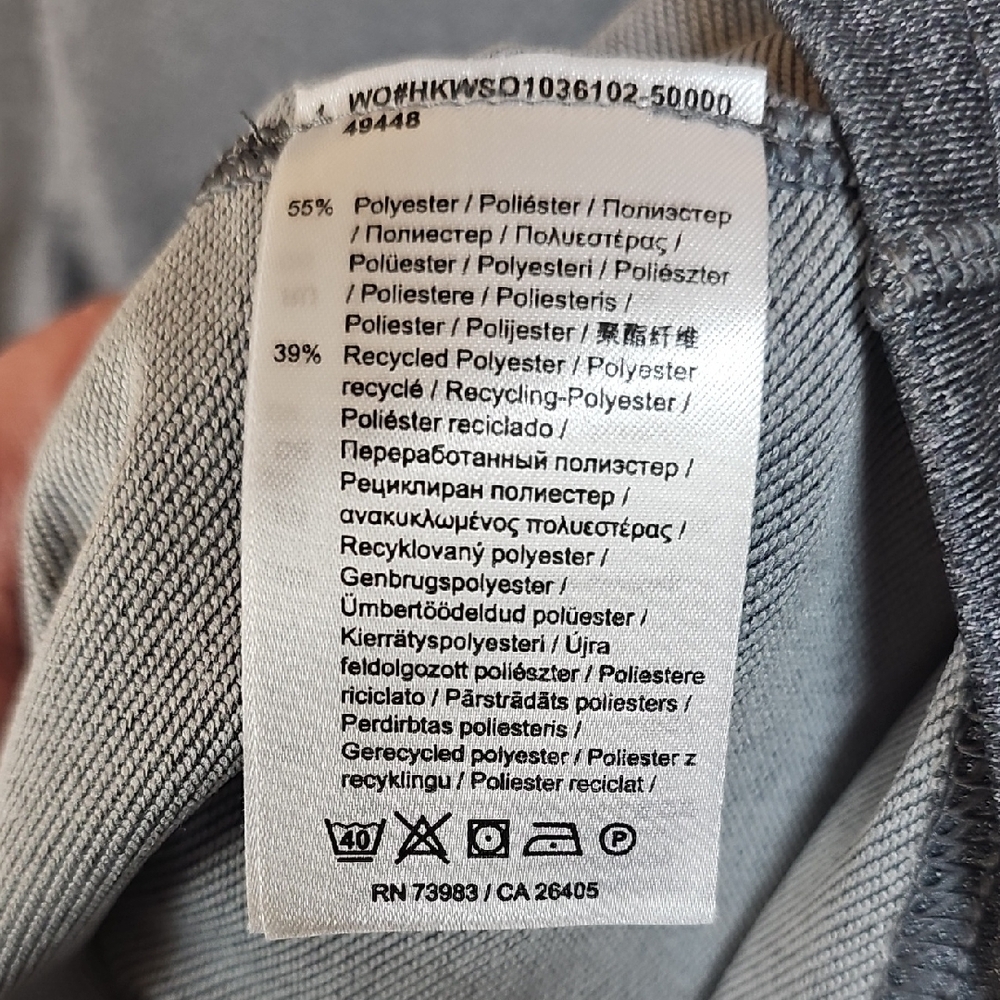 WO#HKWSO1036102-50000
49448
55% Polyester / Poliéster / Полиэстер
/ Полиестер / Πολυεστέρας /
Polüester / Polyesteri / Poliészter
/ Poliestere / Poliesteris /
Poliester / Polijester / 聚酯纤维
39% Recycled Polyester / Polyester
recyclé / Recycling-Polyester /
Poliéster reciclado /
Переработанный полиэстер /
Рециклиран полиестер /
ανακυκλωμένος πολυεστέρας /
Recyklovaný polyester /
Genbrugspolyester /
Ümbertöödeldud polüester /
Kierrätyspolyesteri / Újra
feldolgozott poliészter / Poliestere
riciclato / Pārstrādāts poliesters /
Perdirbtas poliesteris /
Gerecycled polyester / Poliester z
recyklingu / Poliester reciclat /
40 P
RN 73983 / CA 26405